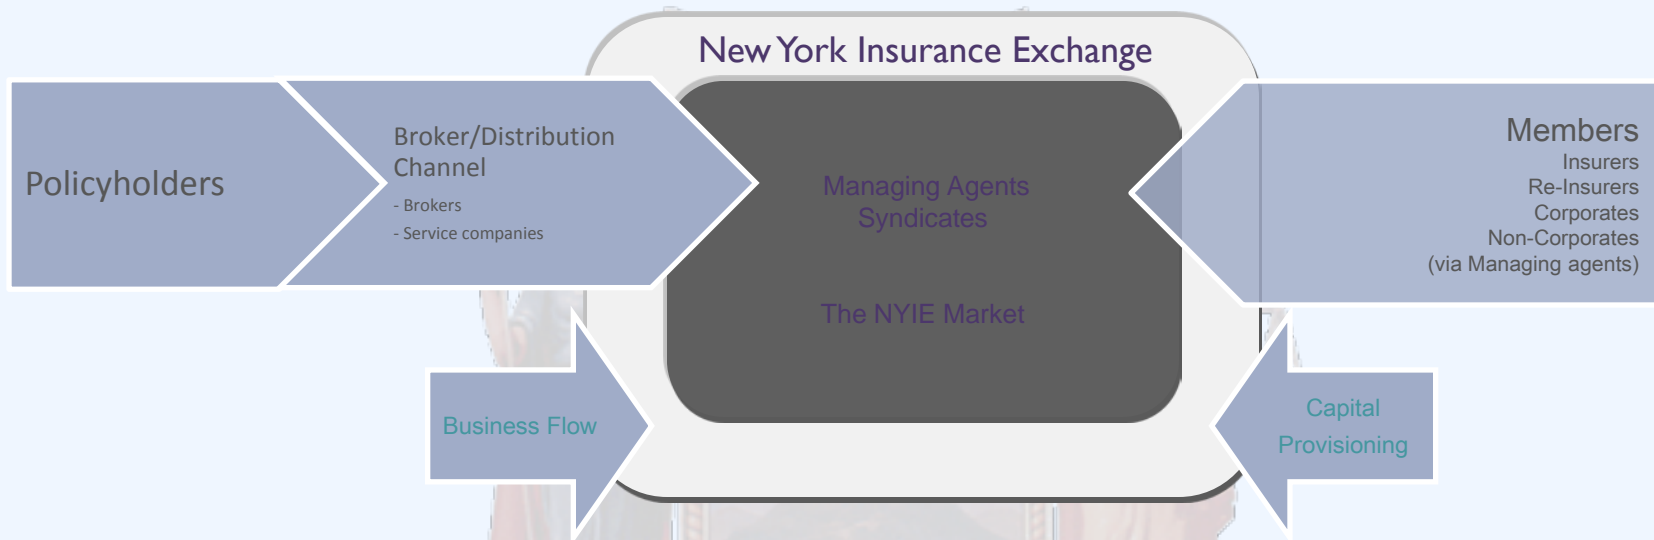 New York Insurance Exchange
Policyholders
Broker/Distribution
Channel
- Brokers
- Service companies
Managing Agents
Syndicates
The NYIE Market
Members
Insurers
Re-Insurers
Corporates
Non-Corporates
(via Managing agents)
Business Flow
Capital
Provisioning